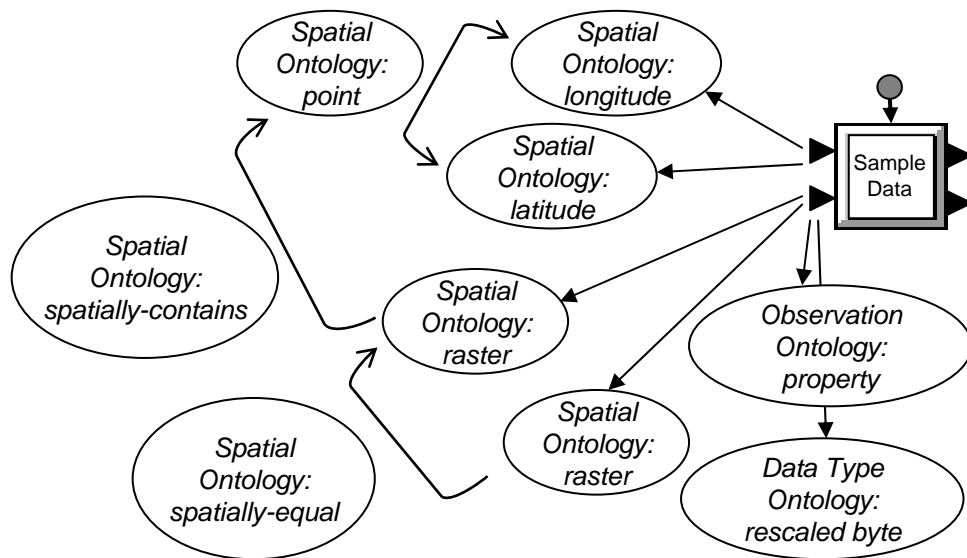 Spatial
Ontology:
point
Spatial
Ontology:
longitude
Spatial
Ontology:
latitude
Sample
Data
Spatial
Ontology:
spatially-contains
Spatial
Ontology:
raster
Observation
Ontology:
property
Spatial
Ontology:
raster
Spatial
Ontology:
spatially-equal
Data Type
Ontology:
rescaled byte